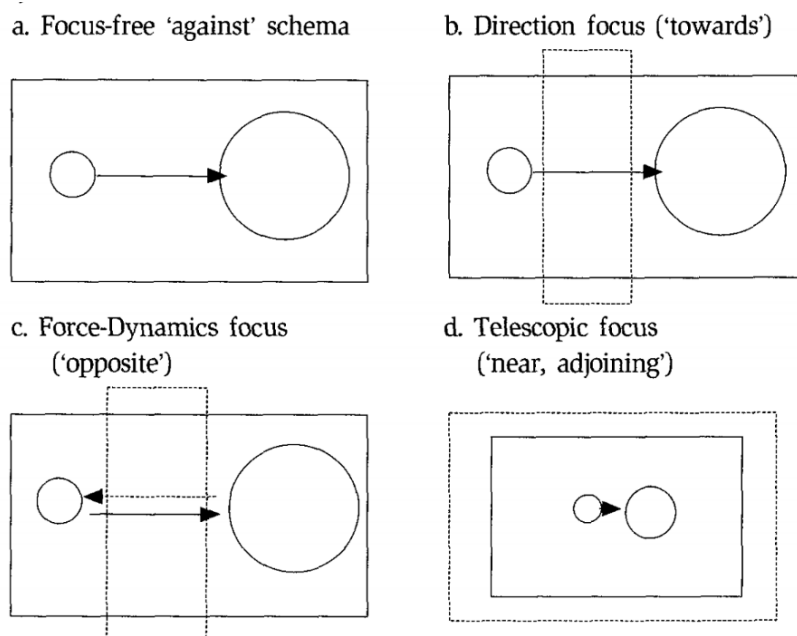 a. Focus-free ‘against’ schema
b. Direction focus (‘towards’)
c. Force-Dynamics focus
(‘opposite’)
d. Telescopic focus
(‘near, adjoining’)